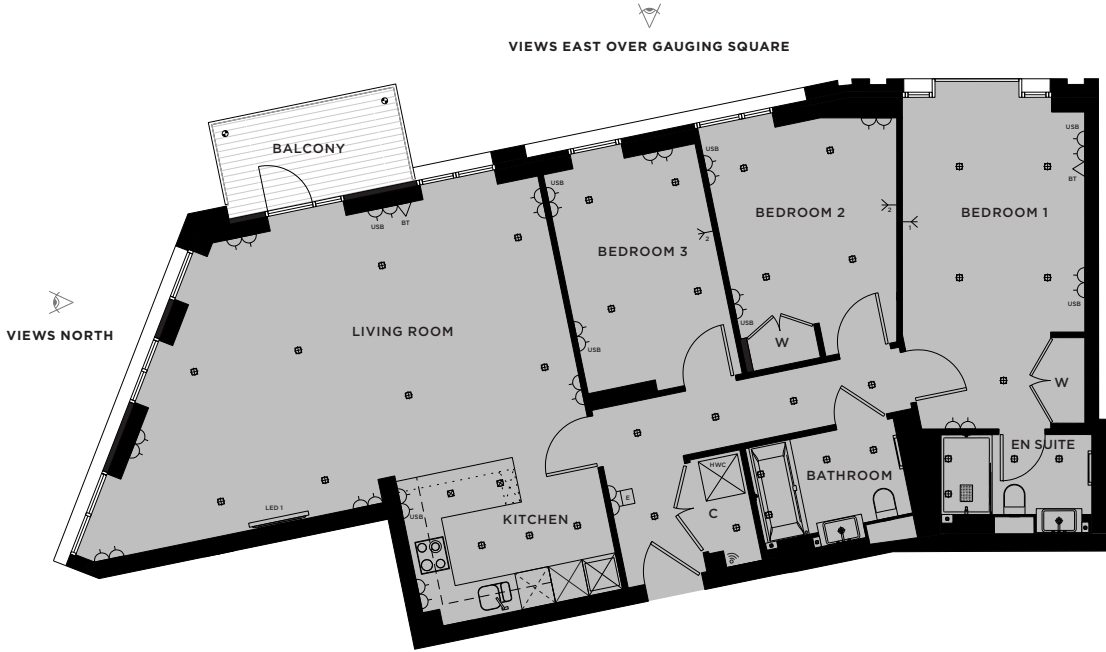 VIEWS EAST OVER GAUGING SQUARE
BALCONY
VIEWS NORTH
LIVING ROOM
BEDROOM 3
BEDROOM 2
BEDROOM 1
USB
BT
USB
USB
USB
USB
2
2
1
USB
BT
USB
W
W
LED 1
USB
KITCHEN
E
HWC
C
BATHROOM
EN SUITE